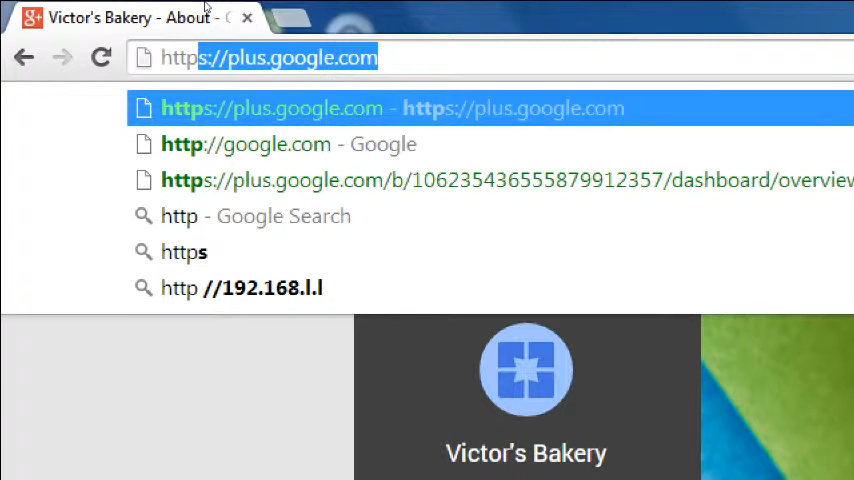 g+ Victor's Bakery - About -
https://plus.google.com
https://plus.google.com - https://plus.google.com
http://google.com - Google
https://plus.google.com/b/106235436555879912357/dashboard/overview
http - Google Search
https
http //192.168.l.l
Victor's Bakery